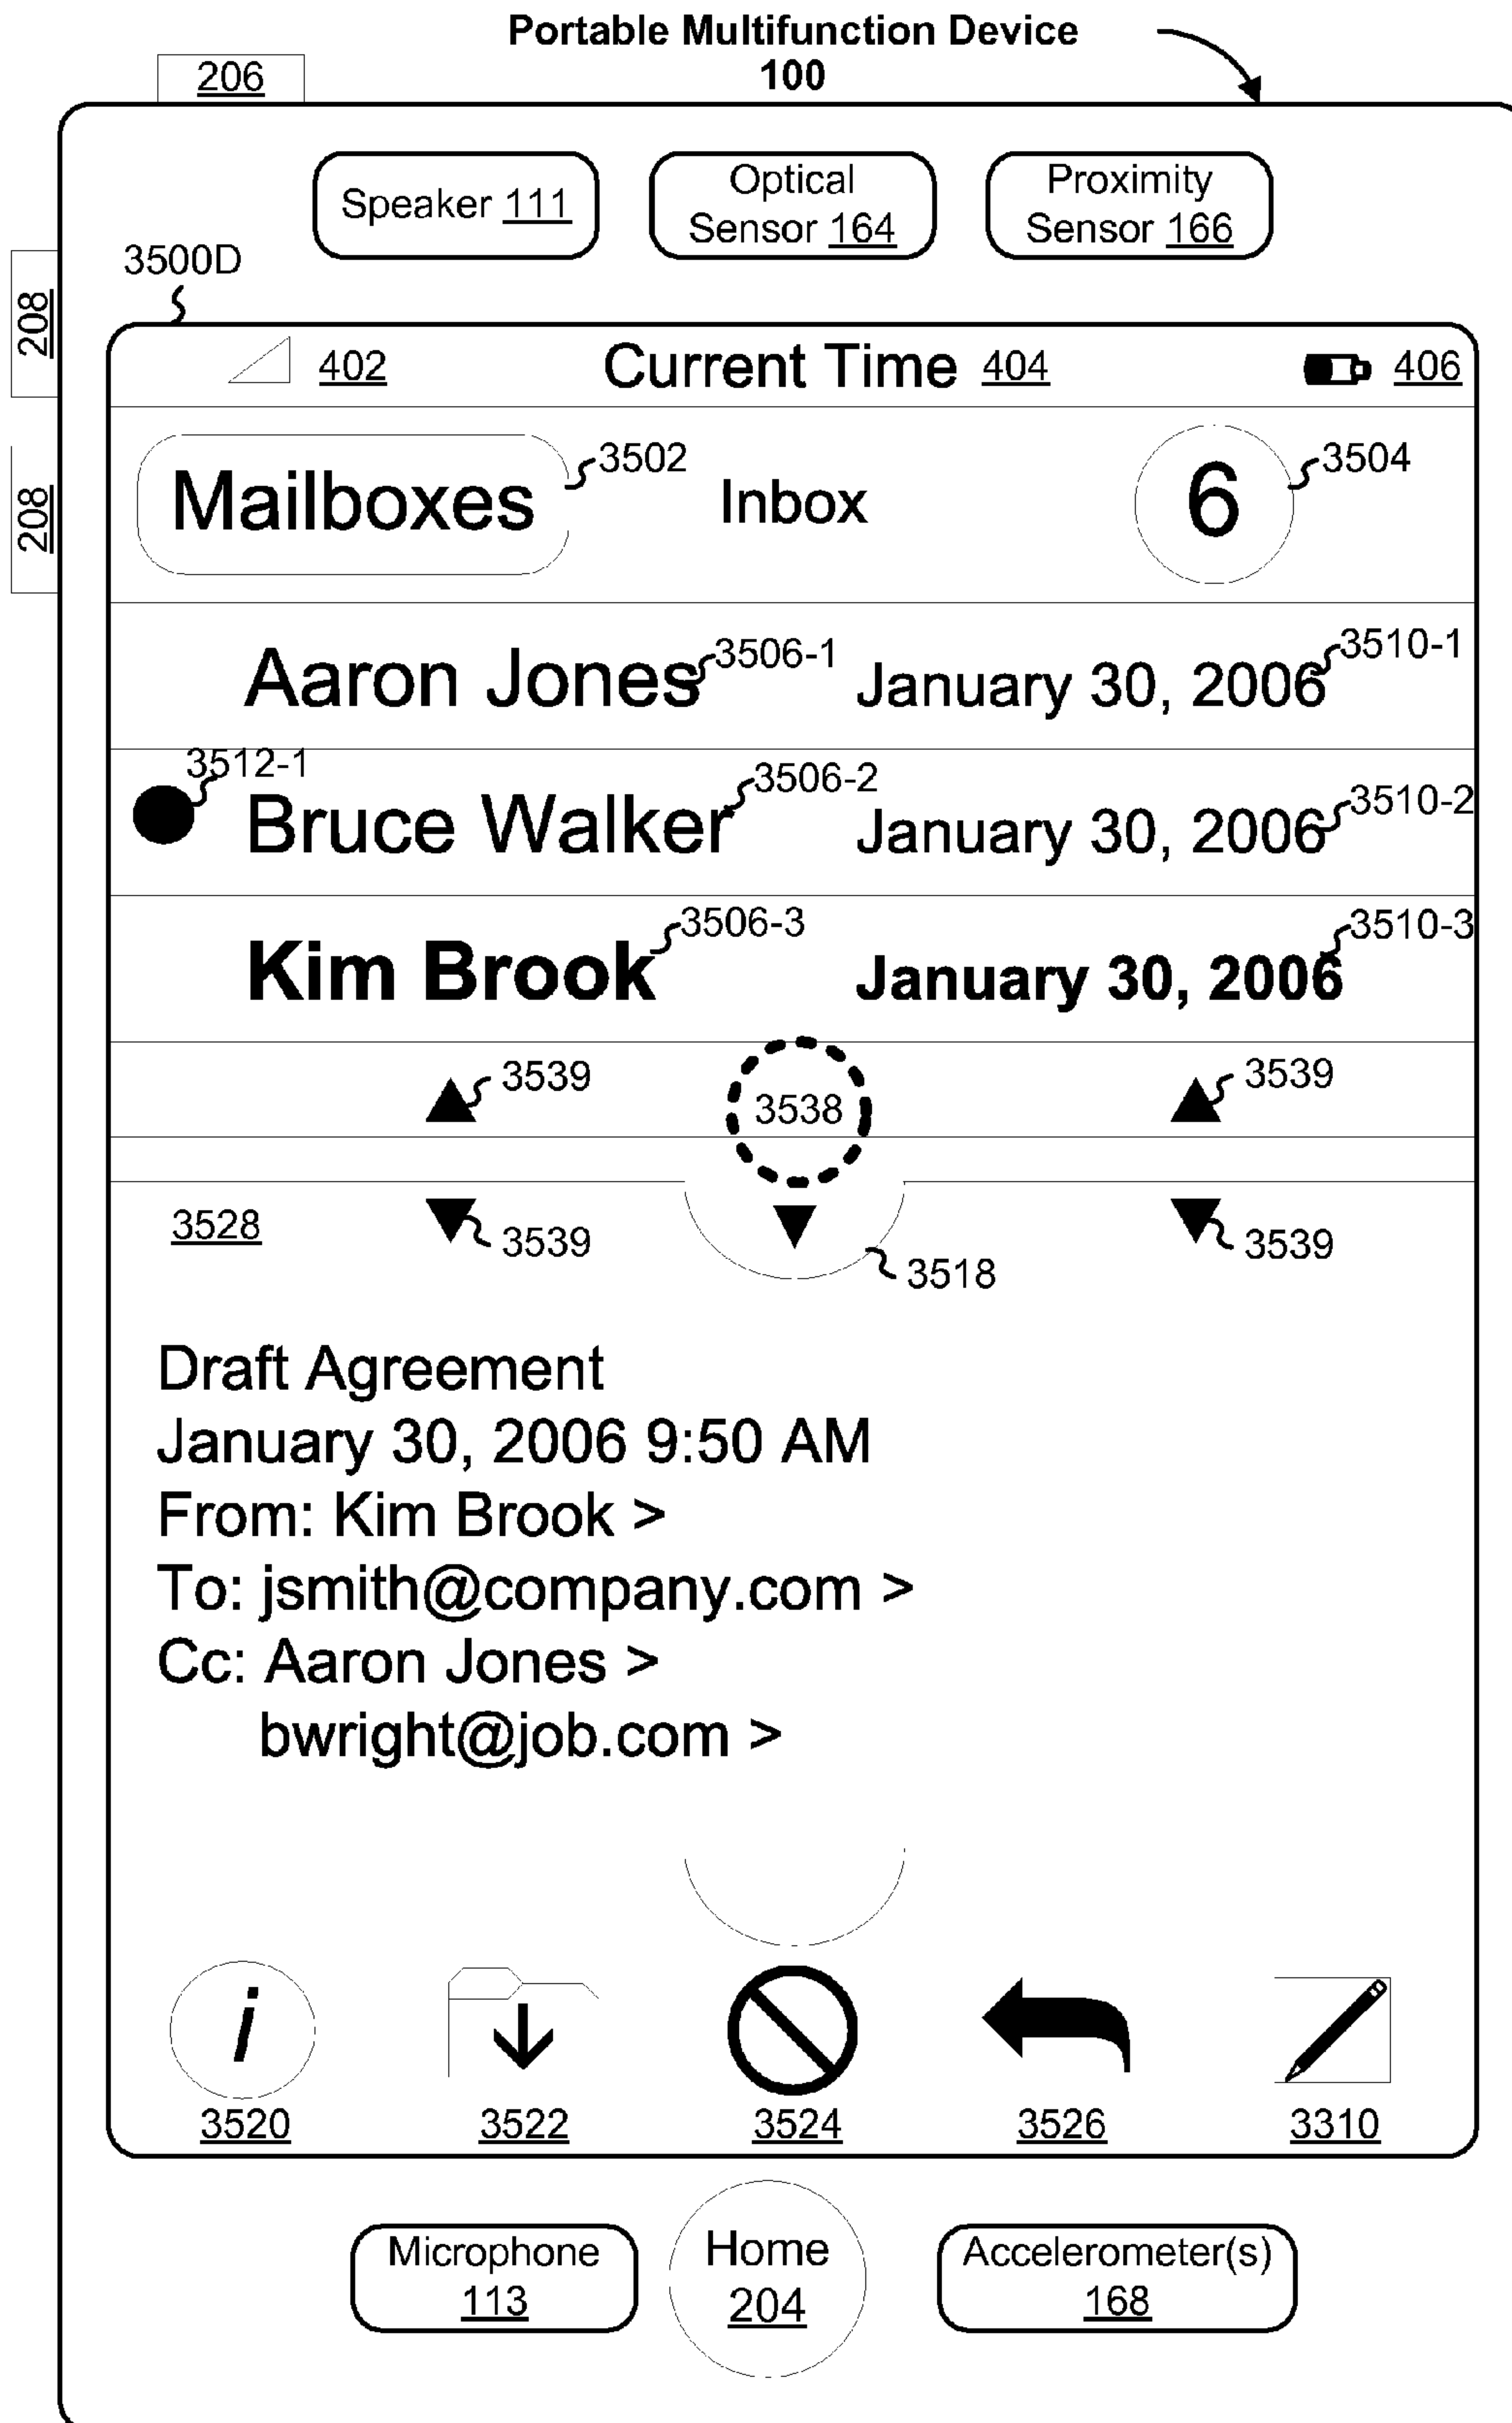 Portable Multifunction Device
100
206
Speaker 111
Optical
Sensor 164
Proximity
Sensor 166
3500D
208
208
402
Current Time 404
406
Mailboxes
3502
Inbox
6
3504
Aaron Jones
3506-1
January 30, 2006
3510-1
3512-1
Bruce Walker
3506-2
January 30, 2006
3510-2
Kim Brook
3506-3
January 30, 2006
3510-3
3539
3538
3539
3528
3539
3518
3539
Draft Agreement
January 30, 2006 9:50 AM
From: Kim Brook >
To: jsmith@company.com >
Cc: Aaron Jones >
bwright@job.com >
i
3520
3522
3524
3526
3310
Microphone
113
Home
204
Accelerometer(s)
168